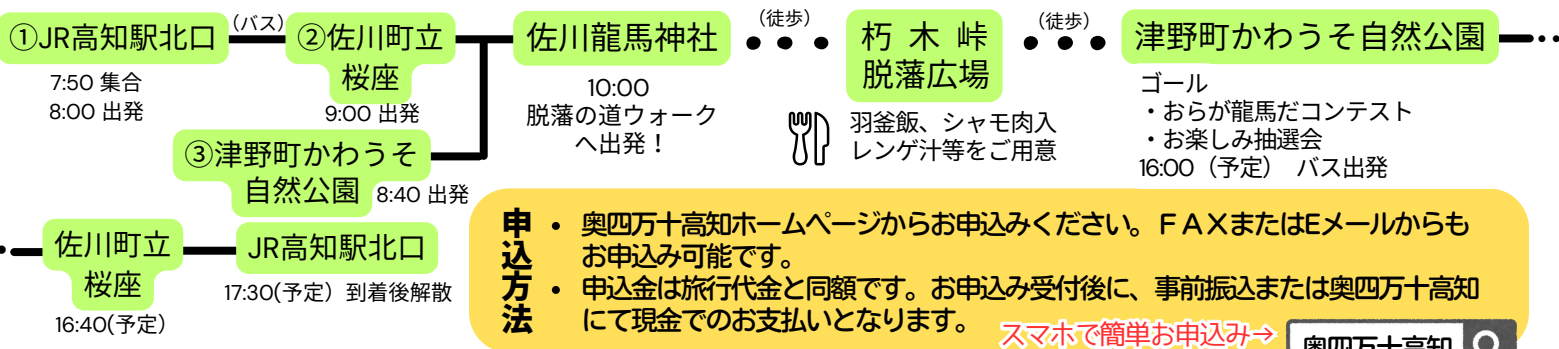 ①JR高知駅北口
7:50 集合
8:00 出発
(バス)
②佐川町立
桜座
9:00 出発
③津野町かわうそ
自然公園
8:40 出発
佐川龍馬神社
10:00
脱藩の道ウォーク
へ出発！
(徒歩)
朽木峠
脱藩広場
羽釜飯、シャモ肉入
レンゲ汁等をご用意
(徒歩)
津野町かわうそ自然公園
ゴール
・おらが龍馬だコンテスト
・お楽しみ抽選会
16:00（予定） バス出発
佐川町立
桜座
16:40(予定)
JR高知駅北口
17:30(予定）到着後解散
申込方法
• 奥四万十高知ホームページからお申込みください。ＦＡＸまたはEメールからも
お申込み可能です。
• 申込金は旅行代金と同額です。お申込み受付後に、事前振込または奥四万十高知
にて現金でのお支払いとなります。
スマホで簡単お申込み→
奥四万十高知